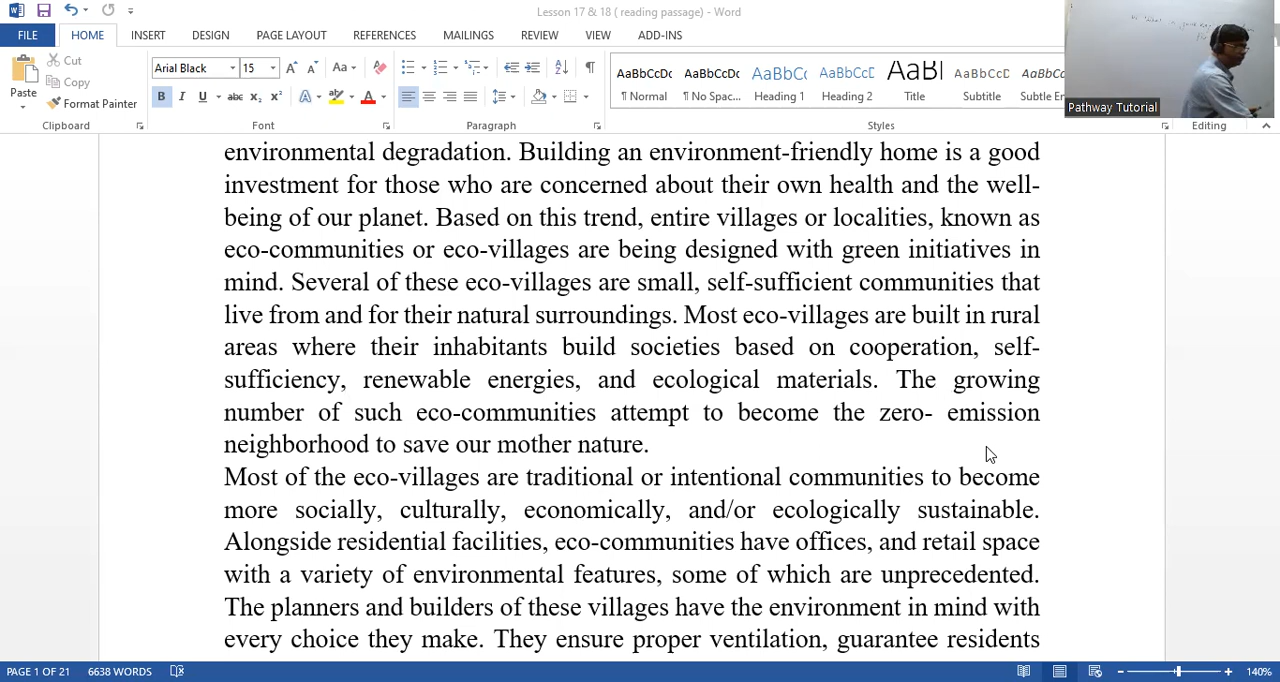 Lesson 17 & 18 ( reading passage) - Word
FILE HOME INSERT DESIGN PAGE LAYOUT REFERENCES MAILINGS REVIEW VIEW ADD-INS
Paste
Cut
Copy
Format Painter
Arial Black 15
Aa
B I U abc x₂ x²
AaBbCcDc AaBbCcDc AaBbCc AaBbCcC AaBI AaBbCcD AaBbCcD
¶ Normal ¶ No Spac... Heading 1 Heading 2 Title Subtitle Subtle En
Clipboard Font Paragraph Styles Editing
Pathway Tutorial
environmental degradation. Building an environment-friendly home is a good
investment for those who are concerned about their own health and the well-
being of our planet. Based on this trend, entire villages or localities, known as
eco-communities or eco-villages are being designed with green initiatives in
mind. Several of these eco-villages are small, self-sufficient communities that
live from and for their natural surroundings. Most eco-villages are built in rural
areas where their inhabitants build societies based on cooperation, self-
sufficiency, renewable energies, and ecological materials. The growing
number of such eco-communities attempt to become the zero- emission
neighborhood to save our mother nature.
Most of the eco-villages are traditional or intentional communities to become
more socially, culturally, economically, and/or ecologically sustainable.
Alongside residential facilities, eco-communities have offices, and retail space
with a variety of environmental features, some of which are unprecedented.
The planners and builders of these villages have the environment in mind with
every choice they make. They ensure proper ventilation, guarantee residents
PAGE 1 OF 21 6638 WORDS 140%